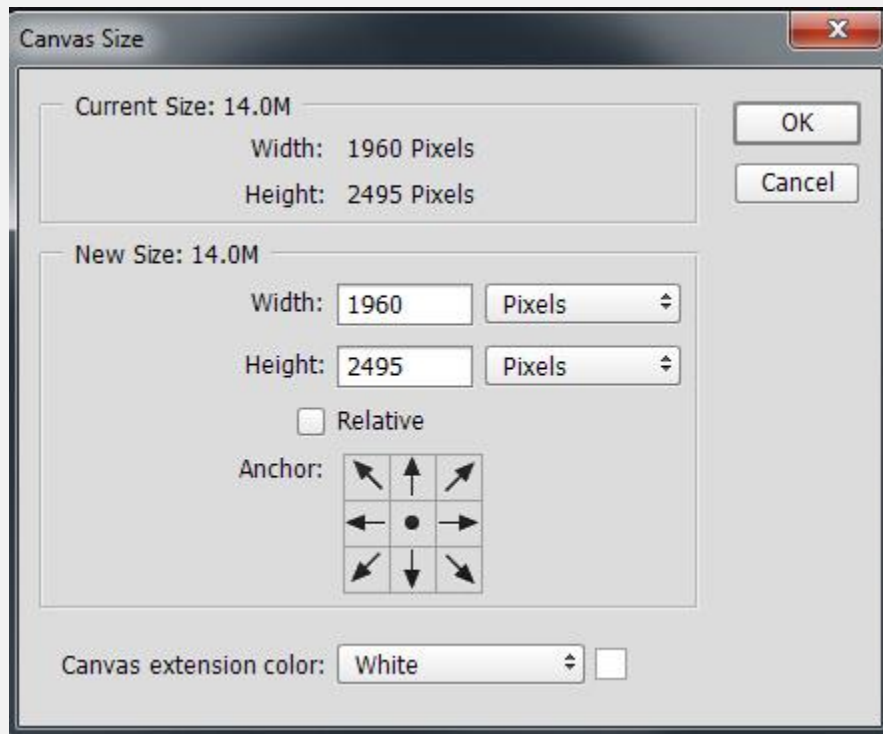 Canvas Size
Current Size: 14.0M
OK
Width: 1960 Pixels
Cancel
Height: 2495 Pixels
New Size: 14.0M
Width: 1960 Pixels
Height: 2495 Pixels
Relative
Anchor:
Canvas extension color: White